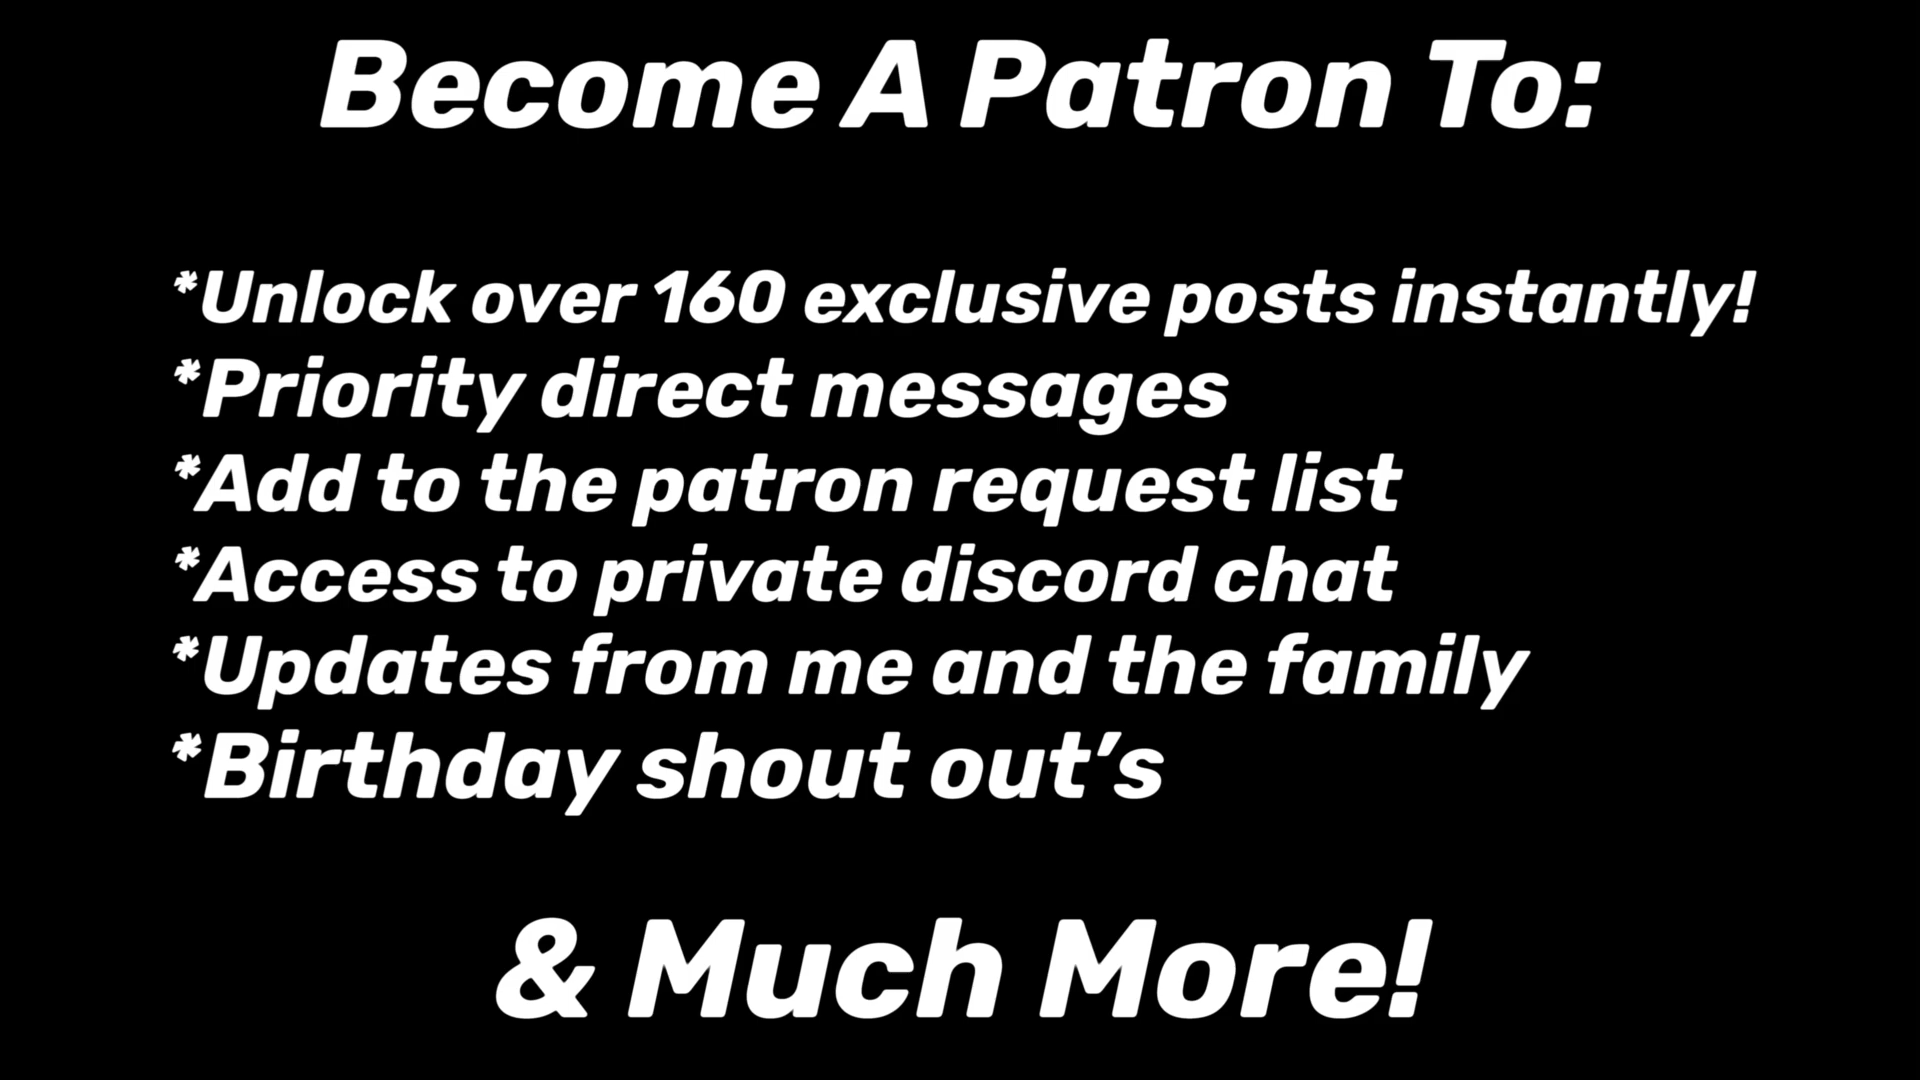 Become A Patron To:
*Unlock over 160 exclusive posts instantly!
*Priority direct messages
*Add to the patron request list
*Access to private discord chat
*Updates from me and the family
*Birthday shout out’s
& Much More!